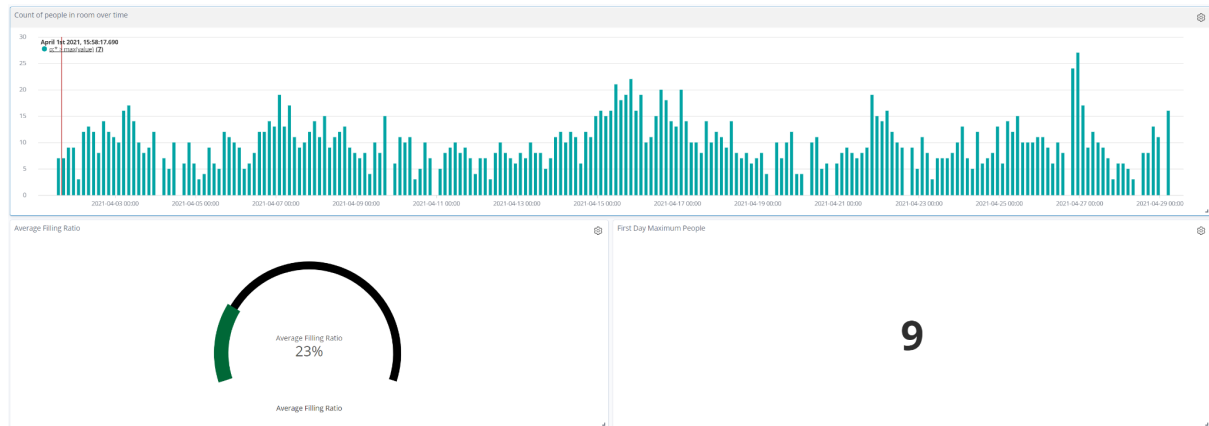 Count of people in room over time
30
April 1st 2021, 15:58:17.690
pc* > max(value) (7)
25
20
15
10
5
0
2021-04-03 00:00 2021-04-05 00:00 2021-04-07 00:00 2021-04-09 00:00 2021-04-11 00:00 2021-04-13 00:00 2021-04-15 00:00 2021-04-17 00:00 2021-04-19 00:00 2021-04-21 00:00 2021-04-23 00:00 2021-04-25 00:00 2021-04-27 00:00 2021-04-29 00:00
Average Filling Ratio
Average Filling Ratio
23%
Average Filling Ratio
First Day Maximum People
9